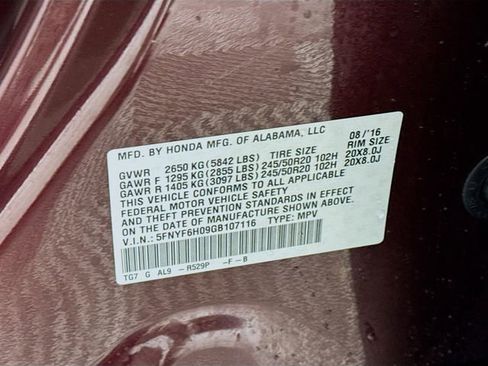 MFD. BY HONDA MFG. OF ALABAMA, LLC 08/'16
GVWR 2650 KG (5842 LBS) TIRE SIZE RIM SIZE
GAWR F 1295 KG (2855 LBS) 245/50R20 102H 20X8.0J
GAWR R 1405 KG (3097 LBS) 245/50R20 102H 20X8.0J
THIS VEHICLE CONFORMS TO ALL APPLICABLE
FEDERAL MOTOR VEHICLE SAFETY
AND THEFT PREVENTION STANDARDS IN EFFECT
ON THE DATE OF MANUFACTURE SHOWN ABOVE.
V.I.N.: 5FNYF6H09GB107116 TYPE: MPV
TG7 G AL9 -R529P -F-B